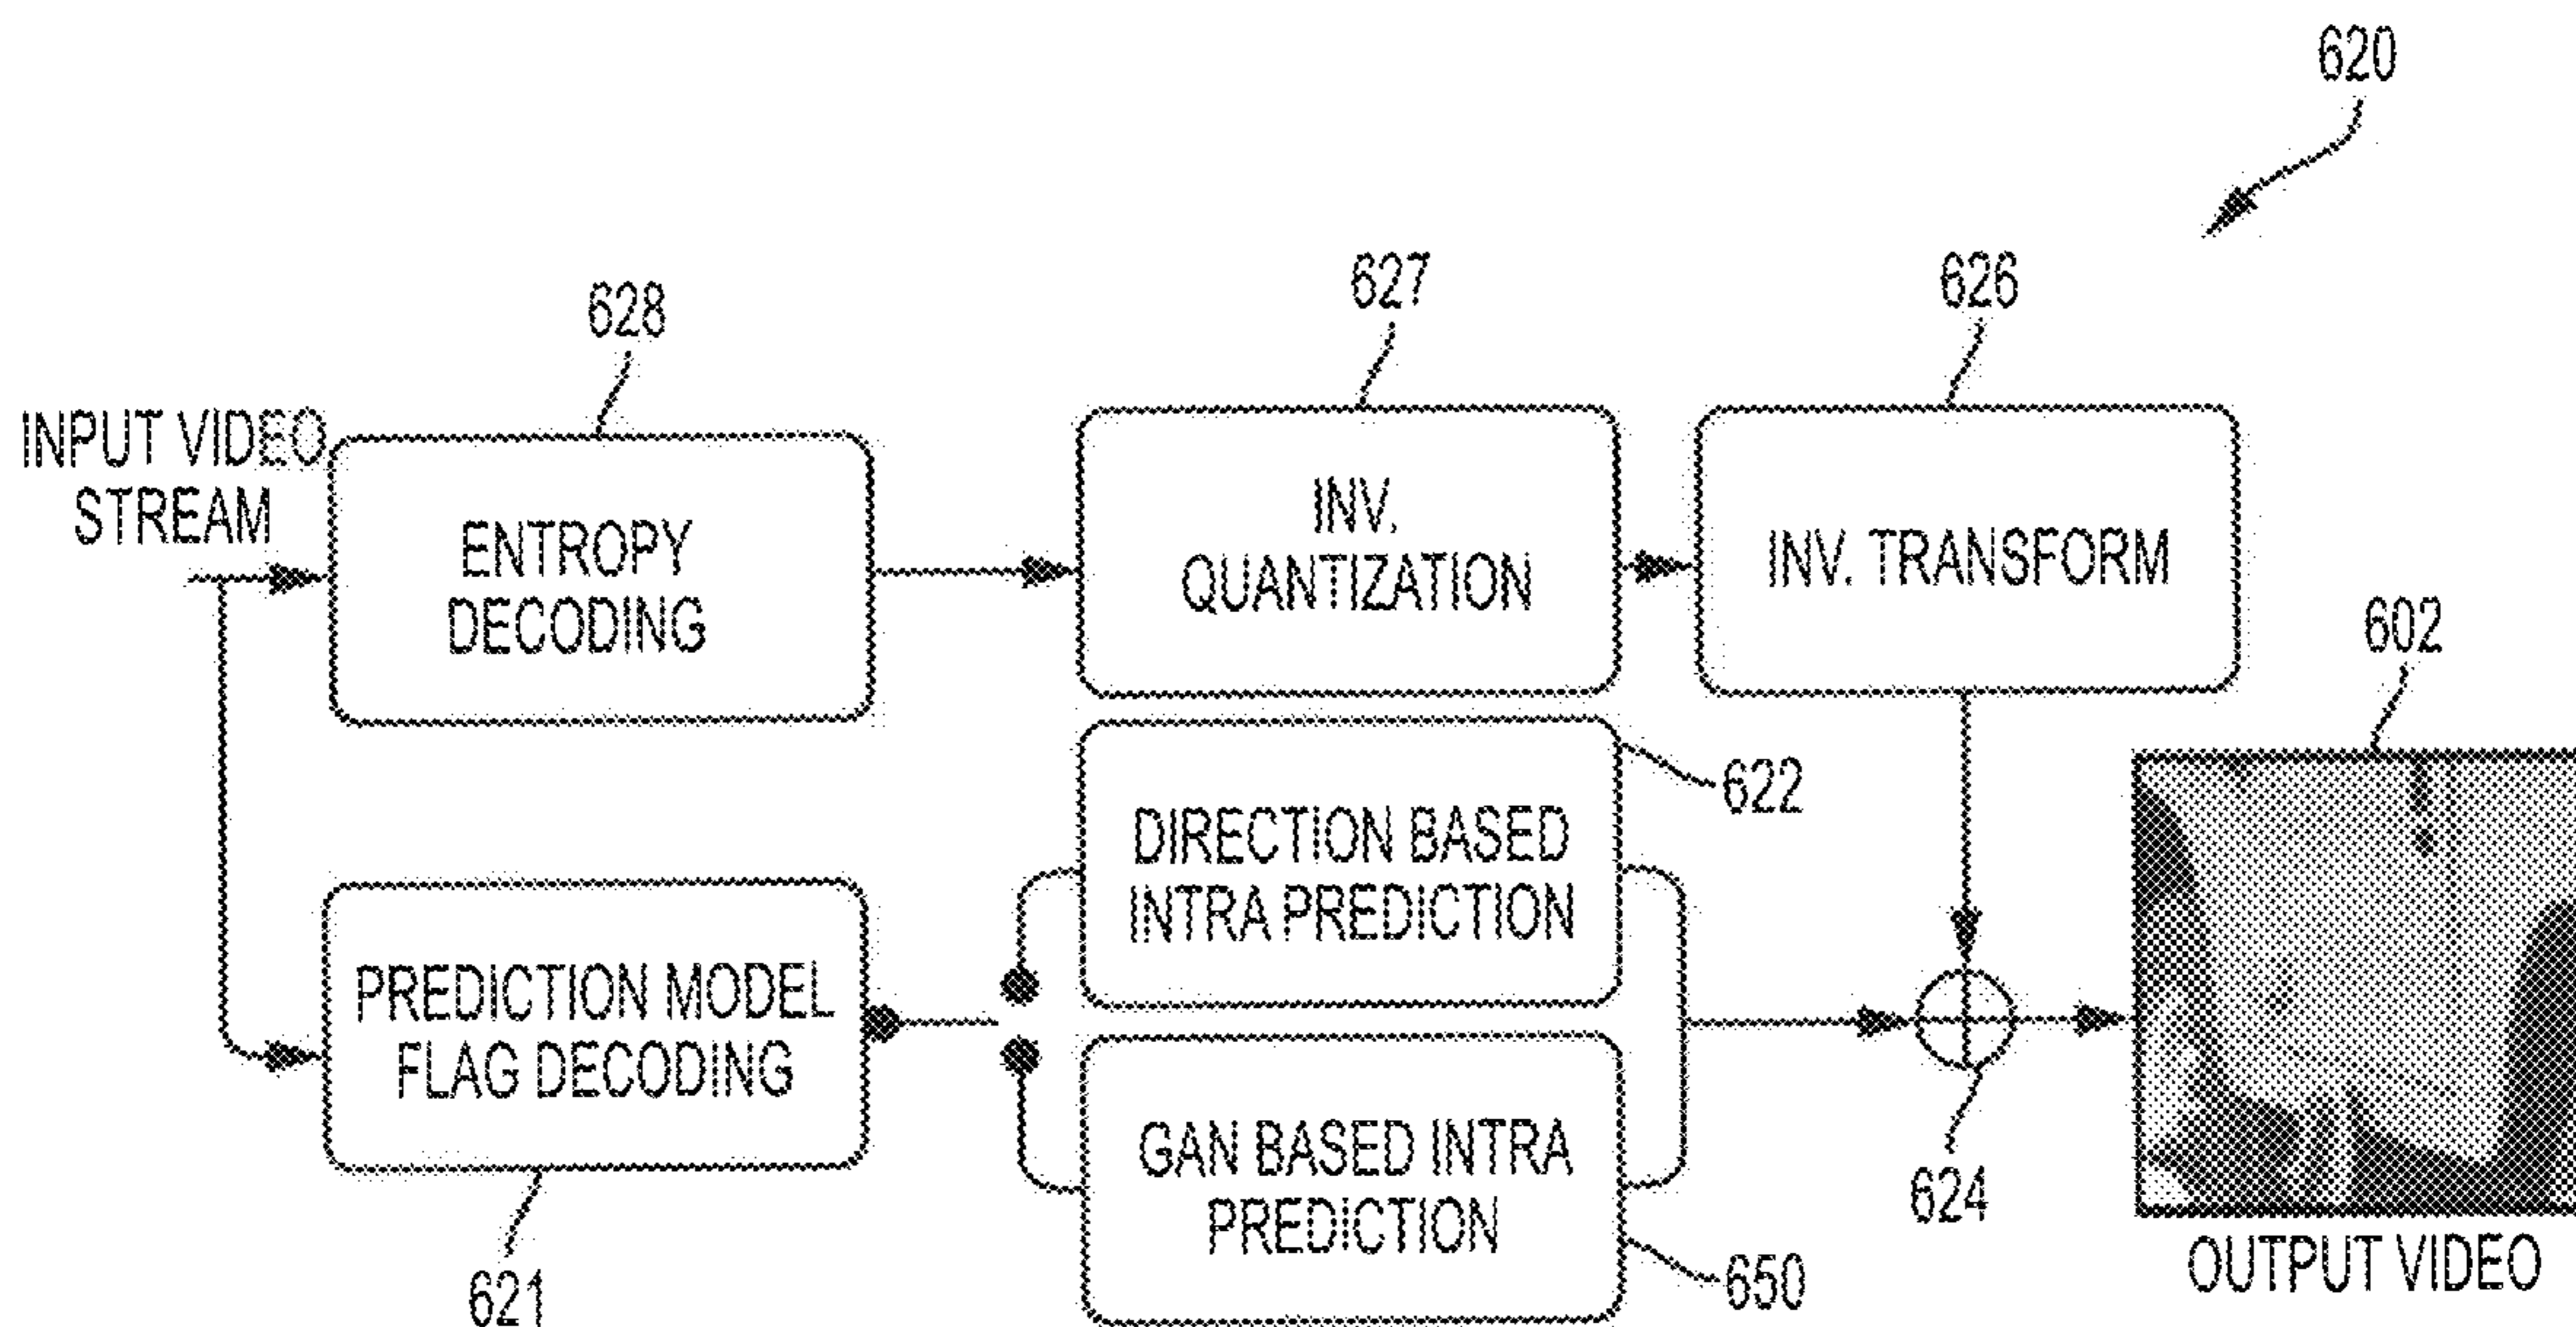 620
628
627
626
INPUT VIDEO
STREAM
ENTROPY
DECODING
INV.
QUANTIZATION
INV. TRANSFORM
602
622
DIRECTION BASED
INTRA PREDICTION
PREDICTION MODEL
FLAG DECODING
GAN BASED INTRA
PREDICTION
624
621
650
OUTPUT VIDEO